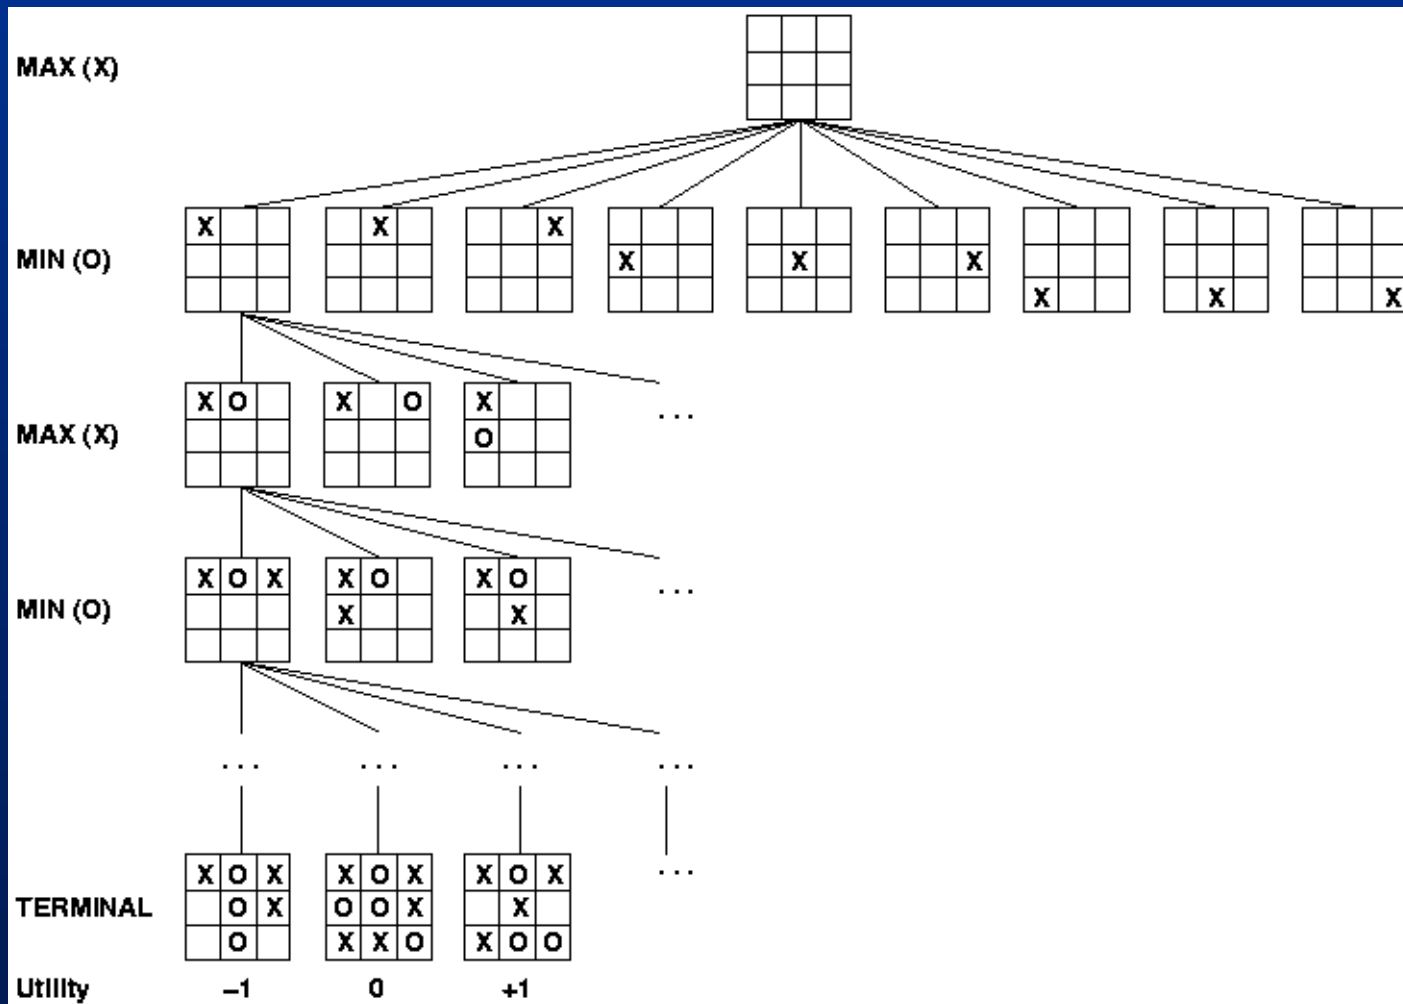 MAX (X)
X X X X X X X X X
MIN (O)
X O X O X
MAX (X)
O
...
X O X X O X O
MIN (O)
X X
...
... ... ... ...
X O X X O X X O X
...
TERMINAL O X O O X X
O X X O X O O
Utility −1 0 +1